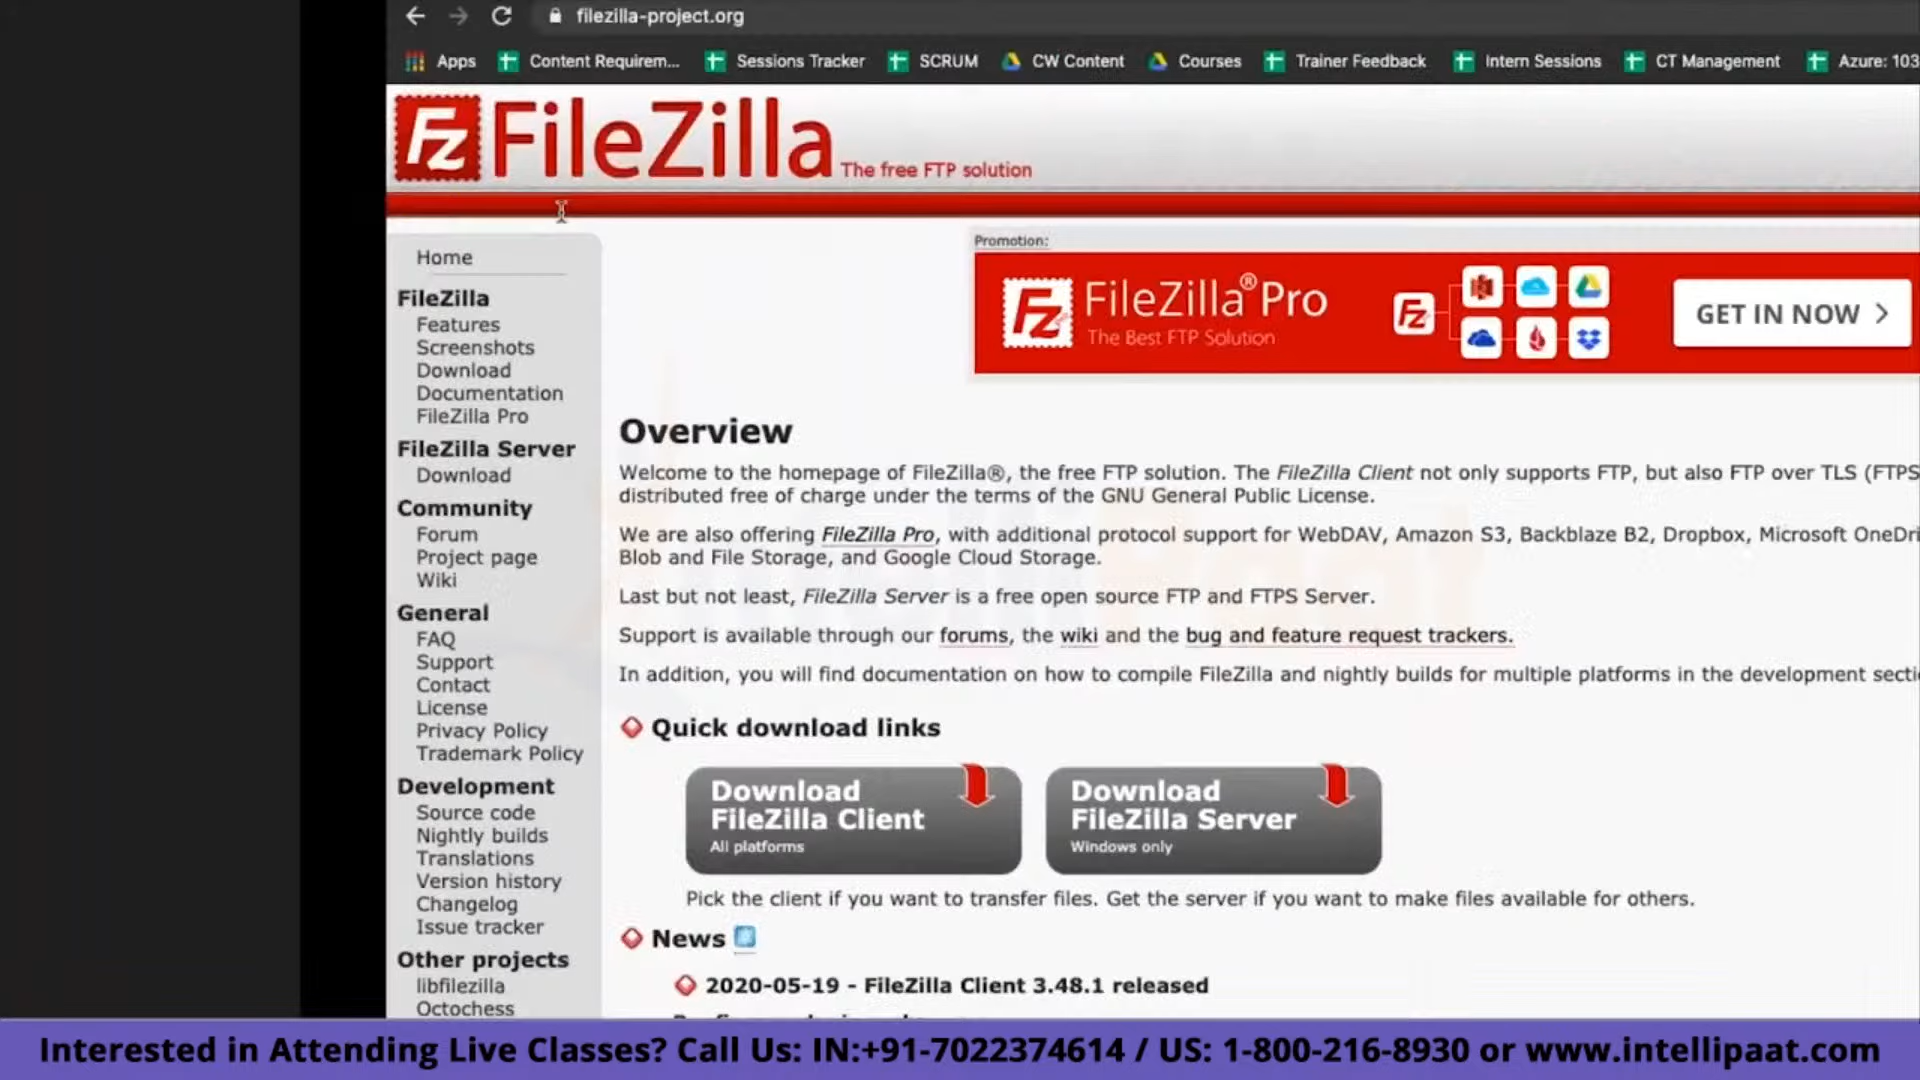 filezilla-project.org
Apps Content Requirem... Sessions Tracker SCRUM CW Content Courses Trainer Feedback Intern Sessions CT Management Azure: 103
Fz FileZilla The free FTP solution
Home
FileZilla
Features
Screenshots
Download
Documentation
FileZilla Pro
FileZilla Server
Download
Community
Forum
Project page
Wiki
General
FAQ
Support
Contact
License
Privacy Policy
Trademark Policy
Development
Source code
Nightly builds
Translations
Version history
Changelog
Issue tracker
Other projects
libfilezilla
Octochess
Promotion:
Fz FileZilla® Pro
The Best FTP Solution
Fz
GET IN NOW
Overview
Welcome to the homepage of FileZilla®, the free FTP solution. The FileZilla Client not only supports FTP, but also FTP over TLS (FTPS
distributed free of charge under the terms of the GNU General Public License.
We are also offering FileZilla Pro, with additional protocol support for WebDAV, Amazon S3, Backblaze B2, Dropbox, Microsoft OneDri
Blob and File Storage, and Google Cloud Storage.
Last but not least, FileZilla Server is a free open source FTP and FTPS Server.
Support is available through our forums, the wiki and the bug and feature request trackers.
In addition, you will find documentation on how to compile FileZilla and nightly builds for multiple platforms in the development secti
Quick download links
Download
FileZilla Client
All platforms
Download
FileZilla Server
Windows only
Pick the client if you want to transfer files. Get the server if you want to make files available for others.
News
2020-05-19 - FileZilla Client 3.48.1 released
Interested in Attending Live Classes? Call Us: IN:+91-7022374614 / US: 1-800-216-8930 or www.intellipaat.com